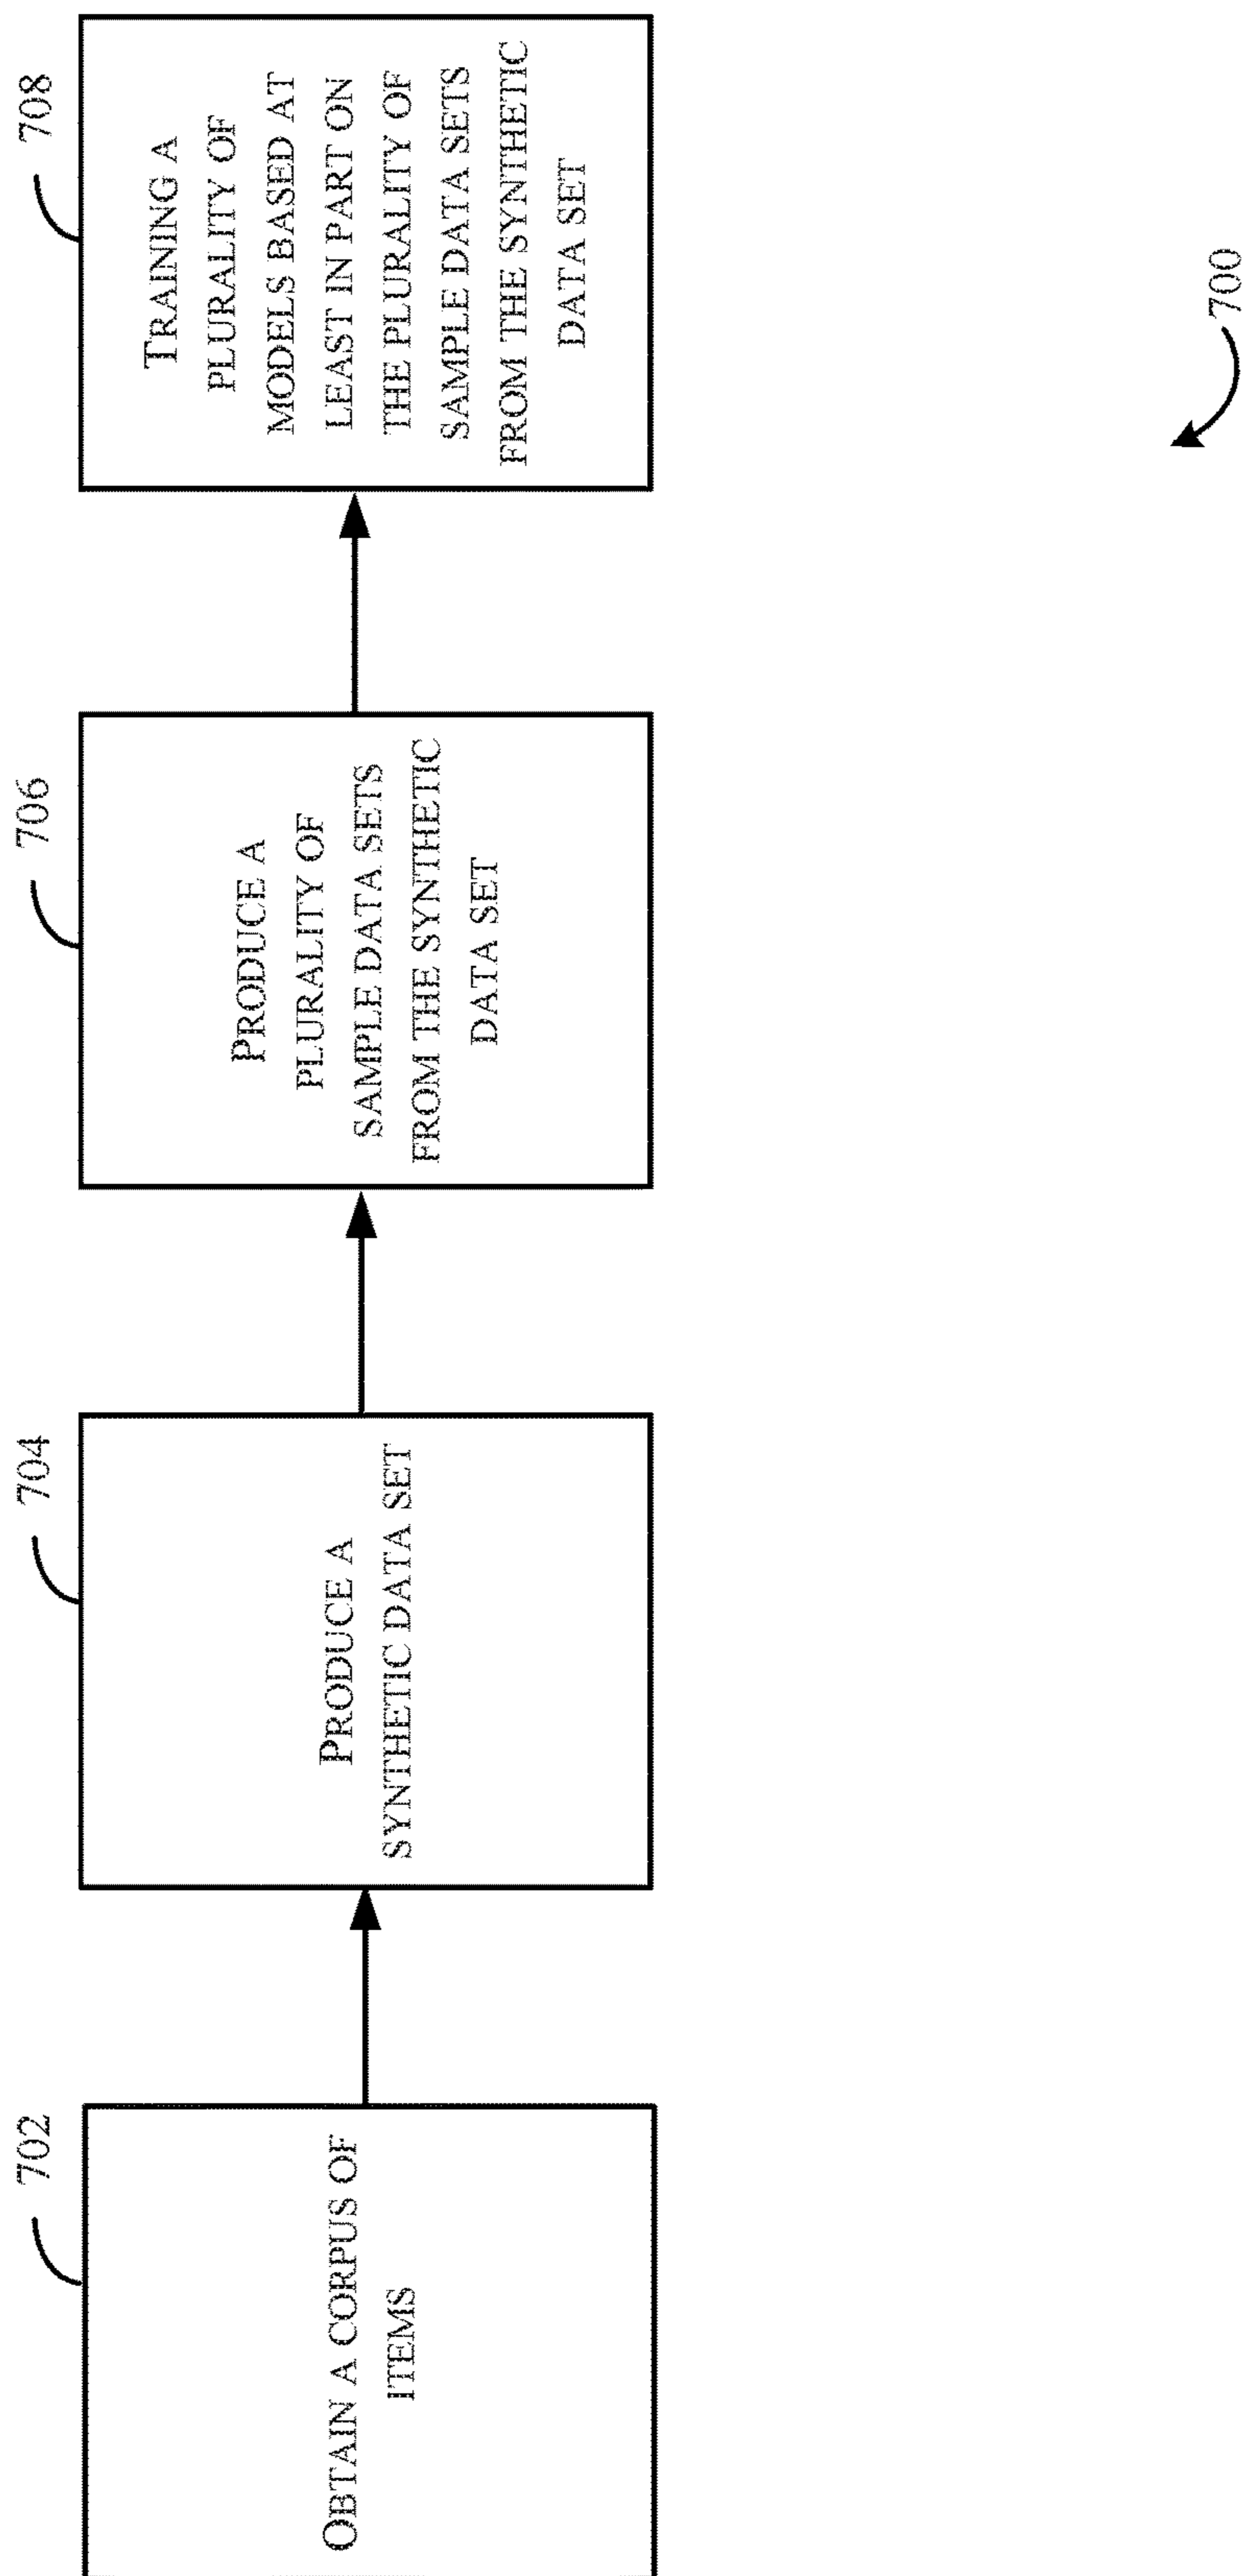 702
OBTAIN A CORPUS OF
ITEMS
704
PRODUCE A
SYNTHETIC DATA SET
706
PRODUCE A
PLURALITY OF
SAMPLE DATA SETS
FROM THE SYNTHETIC
DATA SET
708
TRAINING A
PLURALITY OF
MODELS BASED AT
LEAST IN PART ON
THE PLURALITY OF
SAMPLE DATA SETS
FROM THE SYNTHETIC
DATA SET
700